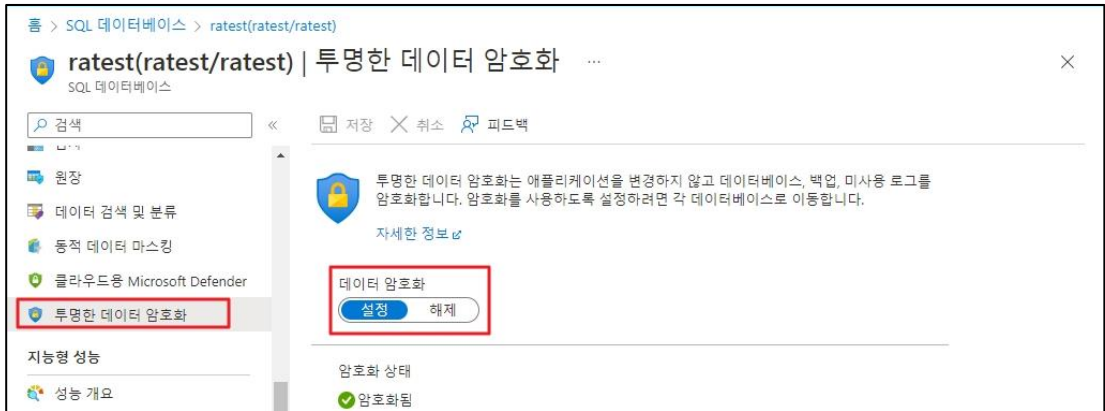 홈 > SQL 데이터베이스 > ratest(ratest/ratest)
ratest(ratest/ratest) | 투명한 데이터 암호화 ...
SQL 데이터베이스
검색 «
저장 취소 피드백
원장
데이터 검색 및 분류
동적 데이터 마스킹
클라우드용 Microsoft Defender
투명한 데이터 암호화
지능형 성능
성능 개요
투명한 데이터 암호화는 애플리케이션을 변경하지 않고 데이터베이스, 백업, 미사용 로그를
암호화합니다. 암호화를 사용하도록 설정하려면 각 데이터베이스로 이동합니다.
자세한 정보
데이터 암호화
설정 해제
암호화 상태
암호화됨